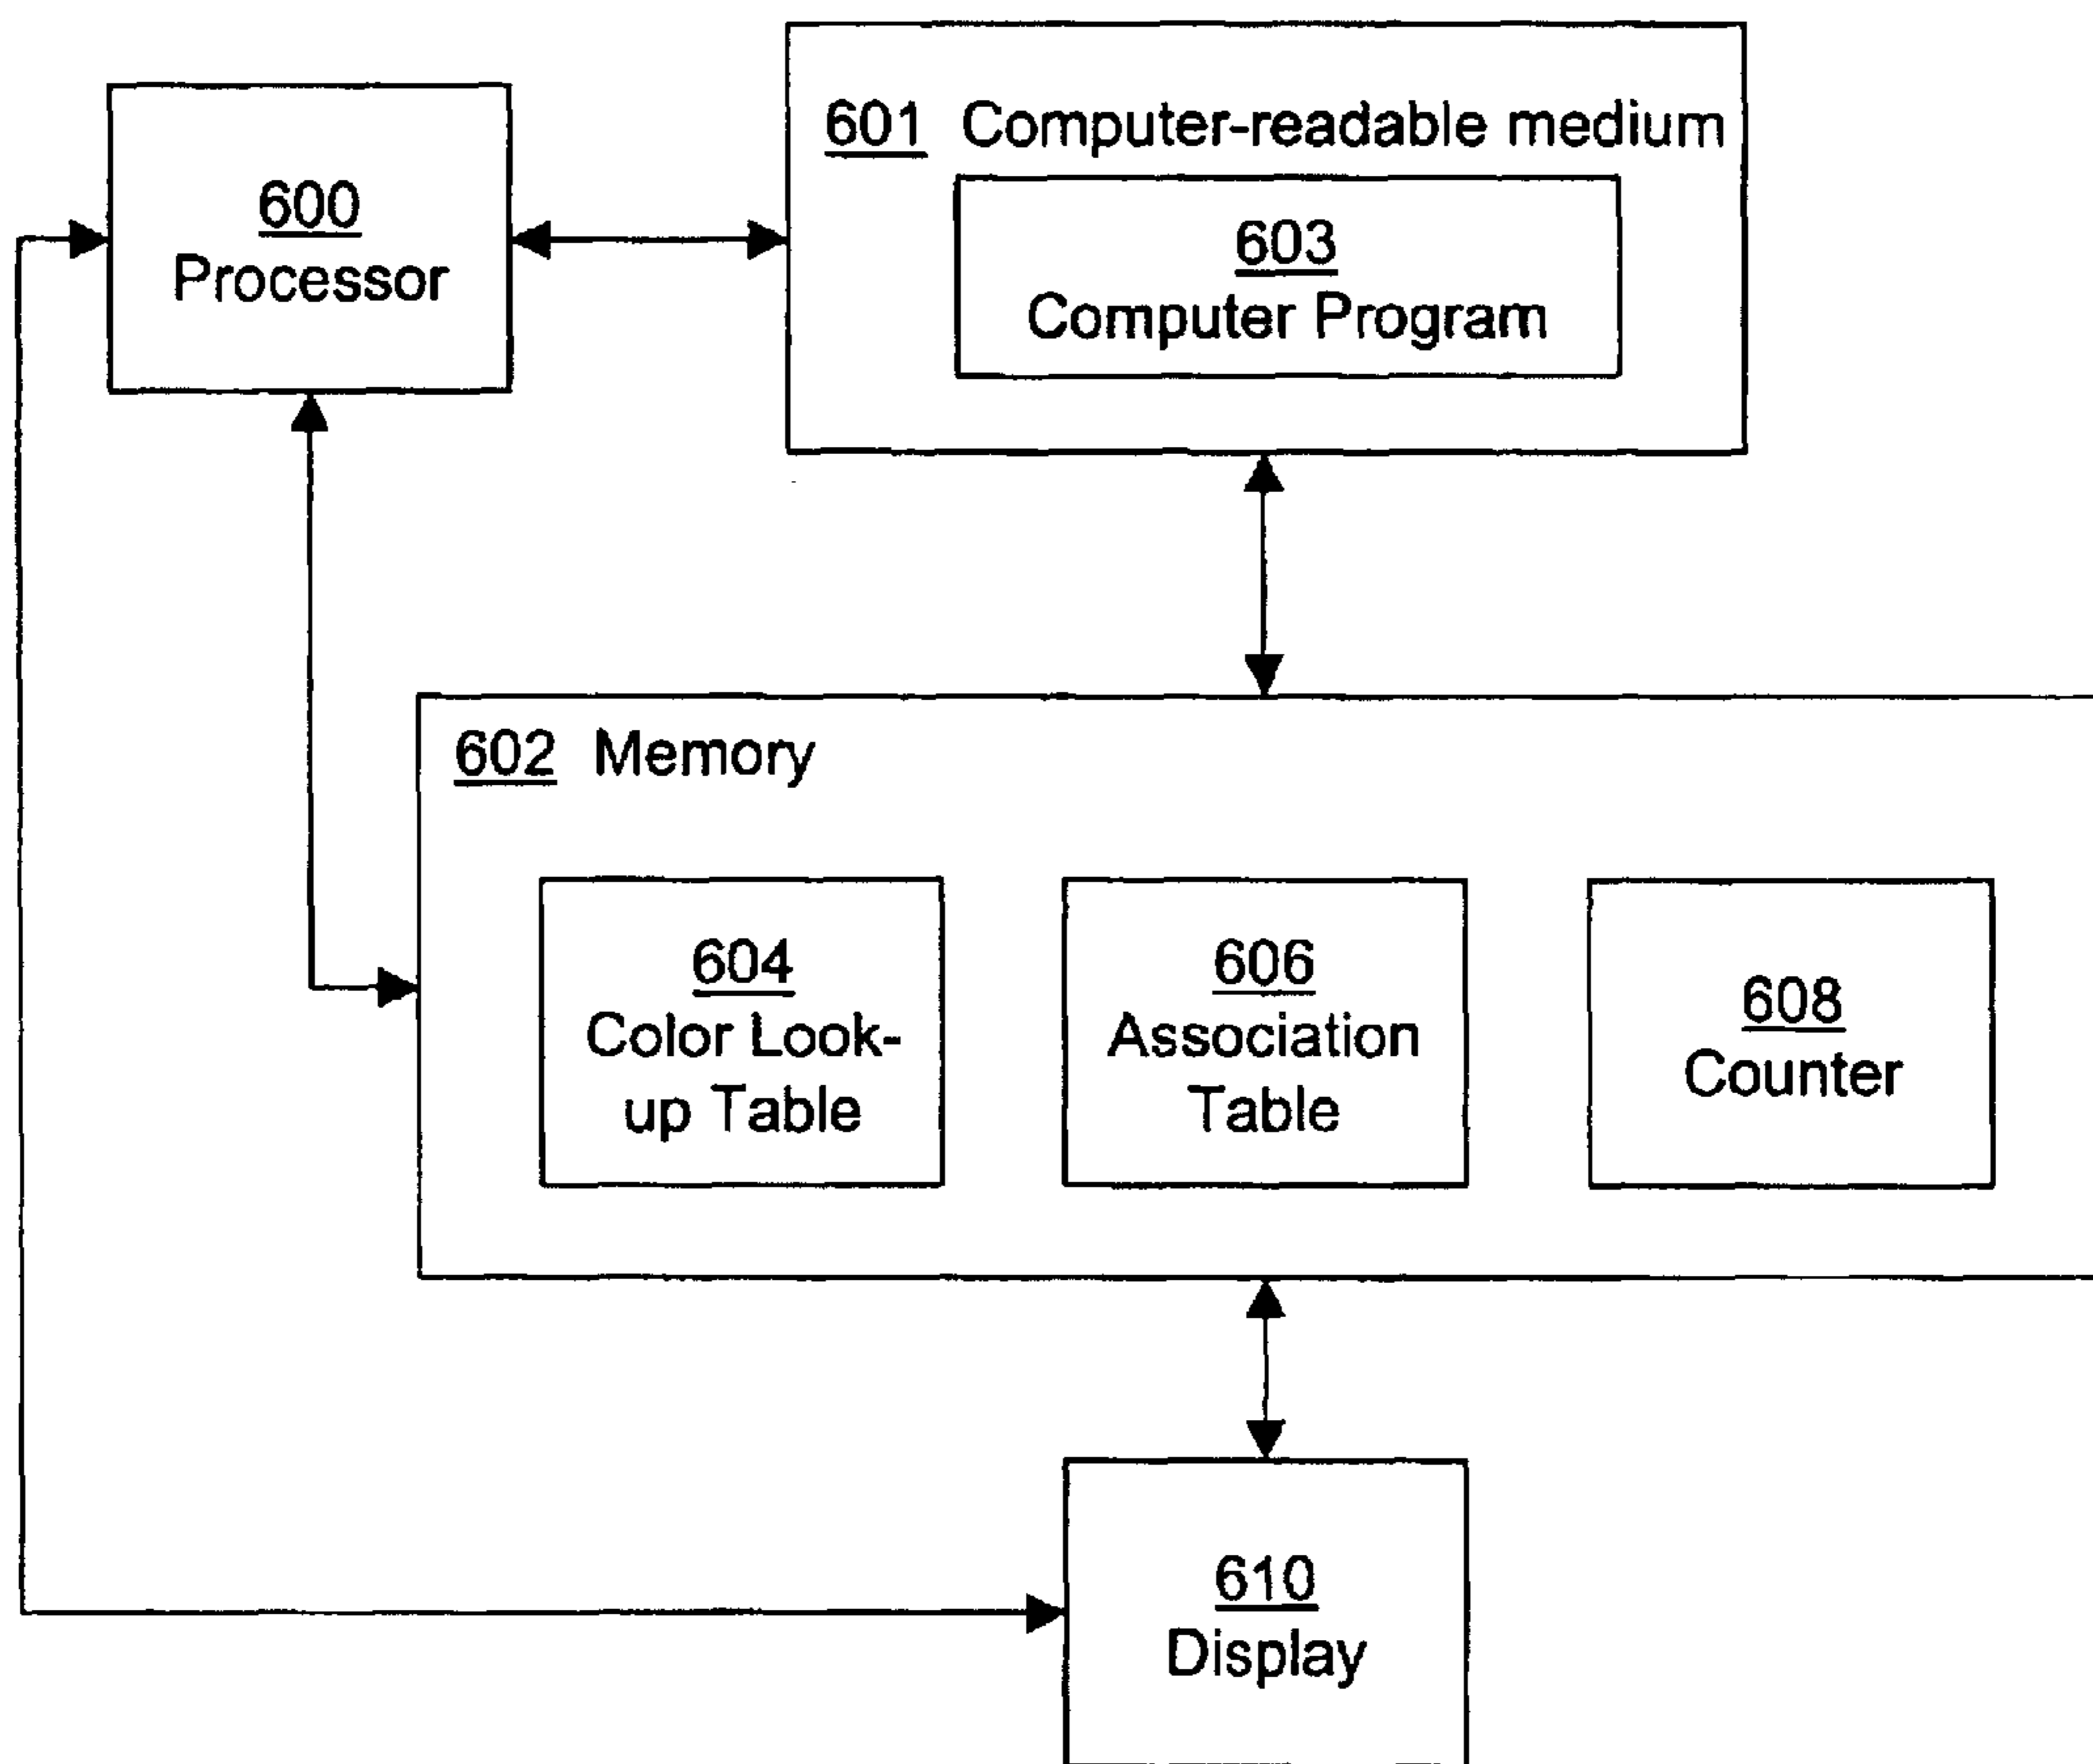 601 Computer-readable medium
600
Processor
603
Computer Program
602 Memory
604
Color Look-
up Table
606
Association
Table
608
Counter
610
Display